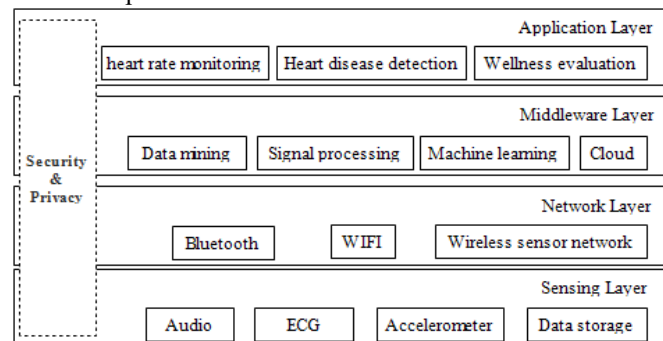 Application Layer
heart rate monitoring Heart disease detection Wellness evaluation
Middleware Layer
Data mining Signal processing Machine learning Cloud
Security
&
Privacy
Network Layer
Bluetooth WIFI Wireless sensor network
Sensing Layer
Audio ECG Accelerometer Data storage